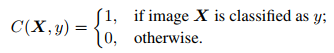 C(X, y) = { 1, if image X is classified as y;
0, otherwise.